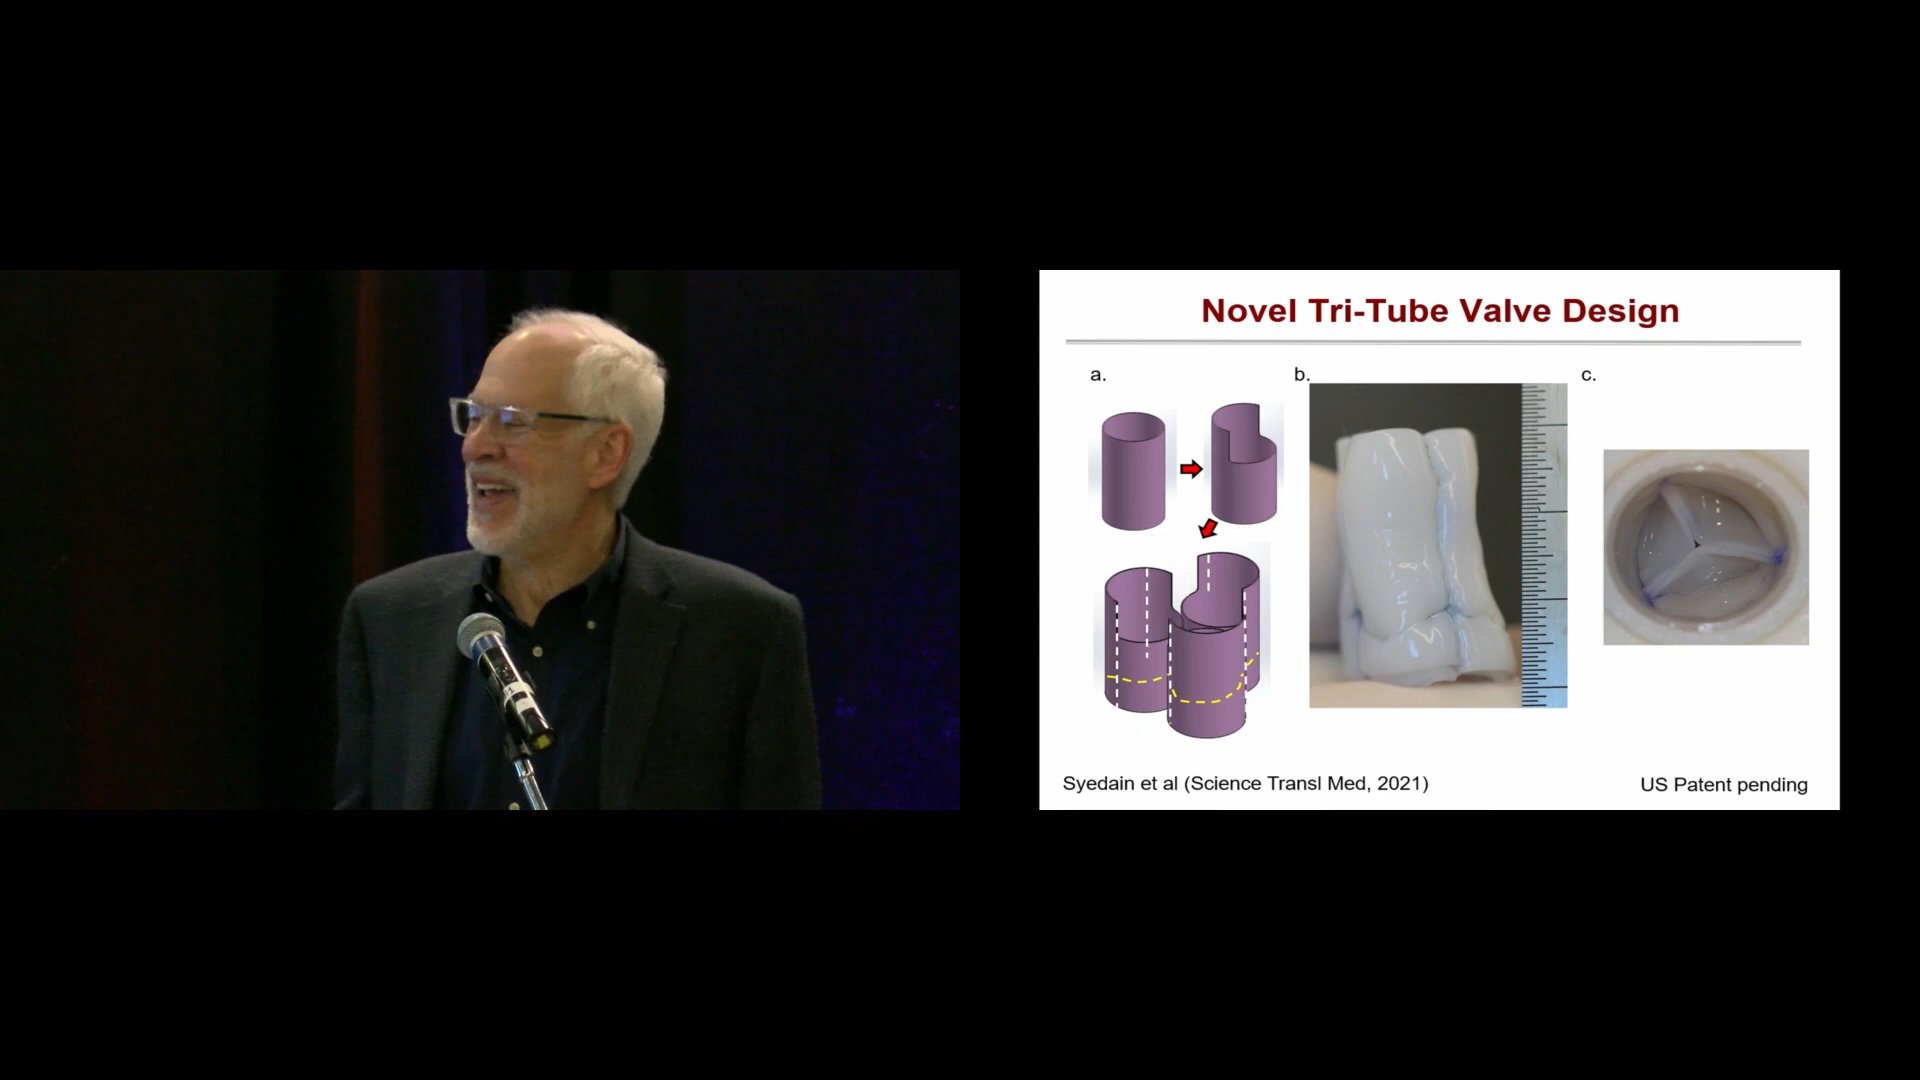 Novel Tri-Tube Valve Design
a.
b.
c.
Syedain et al (Science Transl Med, 2021)
US Patent pending